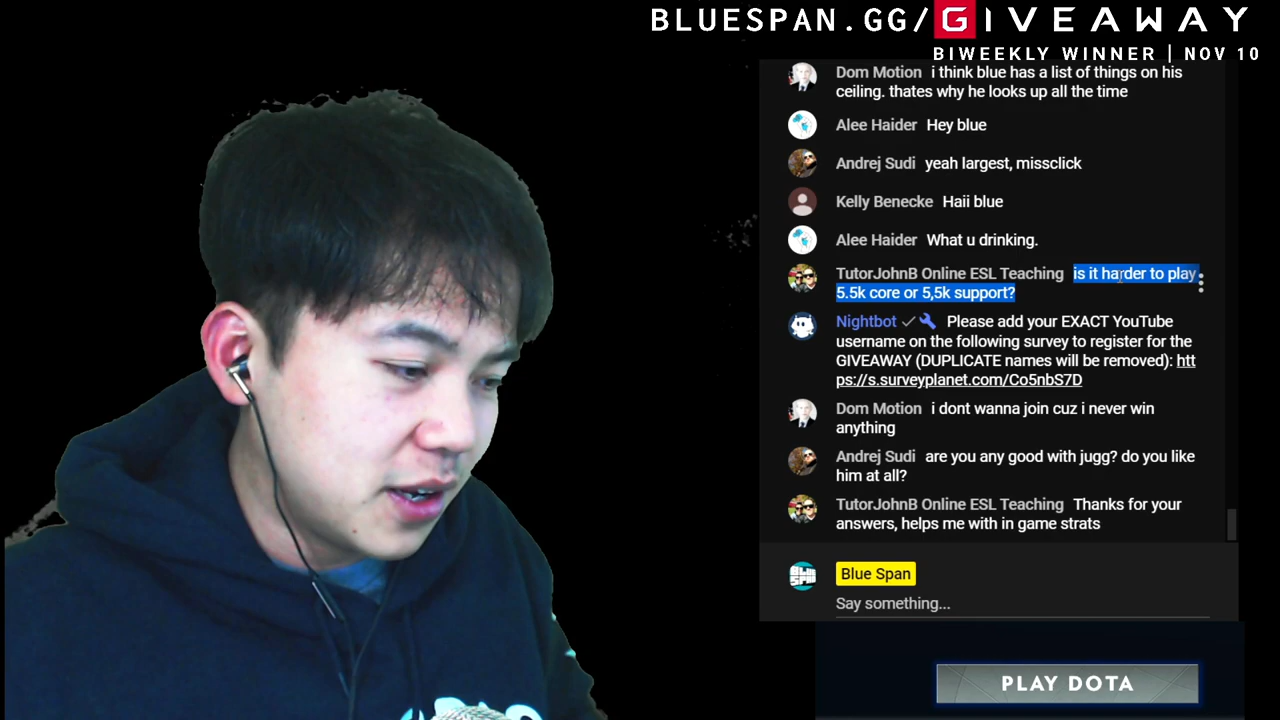 BLUESPAN.GG/GIVEAWAY
BIWEEKLY WINNER | NOV 10
Dom Motion i think blue has a list of things on his
ceiling. thates why he looks up all the time
Alee Haider Hey blue
Andrej Sudi yeah largest, missclick
Kelly Benecke Haii blue
Alee Haider What u drinking.
TutorJohnB Online ESL Teaching is it harder to play
5.5k core or 5,5k support?
Nightbot Please add your EXACT YouTube
username on the following survey to register for the
GIVEAWAY (DUPLICATE names will be removed): htt
ps://s.surveyplanet.com/Co5nbS7D
Dom Motion i dont wanna join cuz i never win
anything
Andrej Sudi are you any good with jugg? do you like
him at all?
TutorJohnB Online ESL Teaching Thanks for your
answers, helps me with in game strats
Blue Span
Say something...
PLAY DOTA